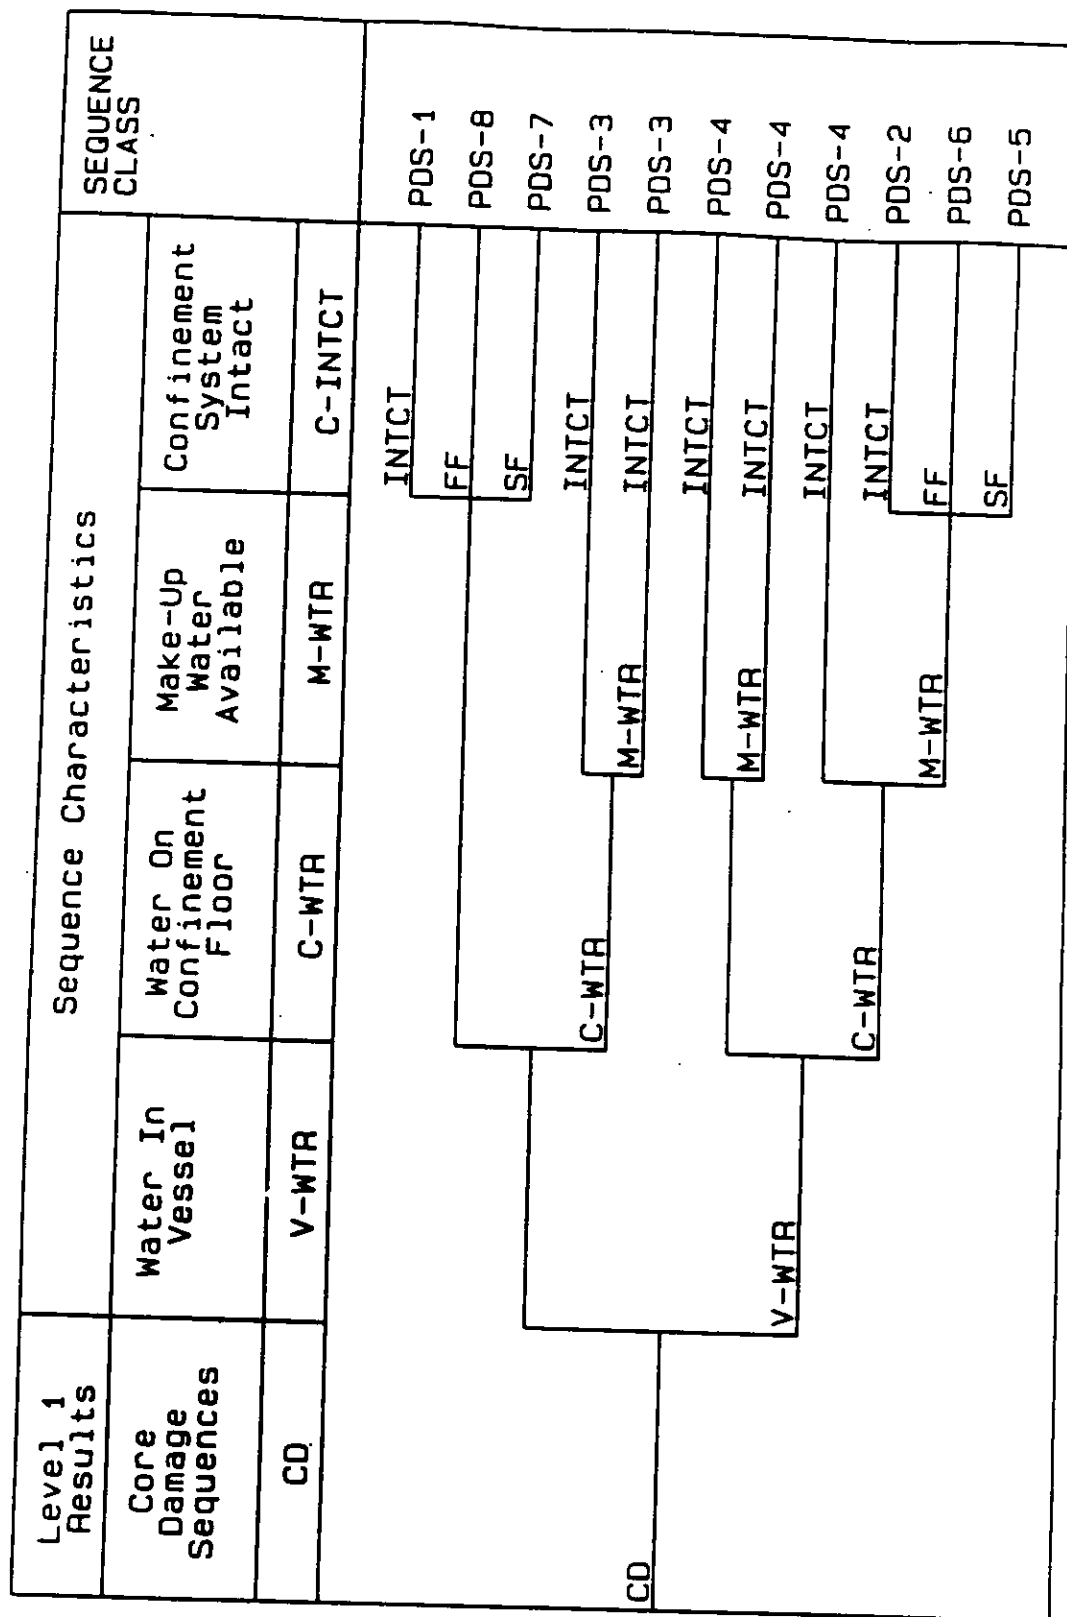 Level 1
Results
Sequence Characteristics
SEQUENCE
CLASS
Core
Damage
Sequences
Water In
Vessel
Water On
Confinement
Floor
Make-Up
Water
Available
Confinement
System
Intact
CD
V-WTR
C-WTR
M-WTR
C-INTCT
INTCT
PDS-1
FF
PDS-8
SF
PDS-7
INTCT
PDS-3
C-WTR
M-WTR
INTCT
PDS-3
CD
INTCT
PDS-4
M-WTR
INTCT
PDS-4
V-WTR
INTCT
PDS-4
C-WTR
INTCT
PDS-2
M-WTR
FF
PDS-6
SF
PDS-5